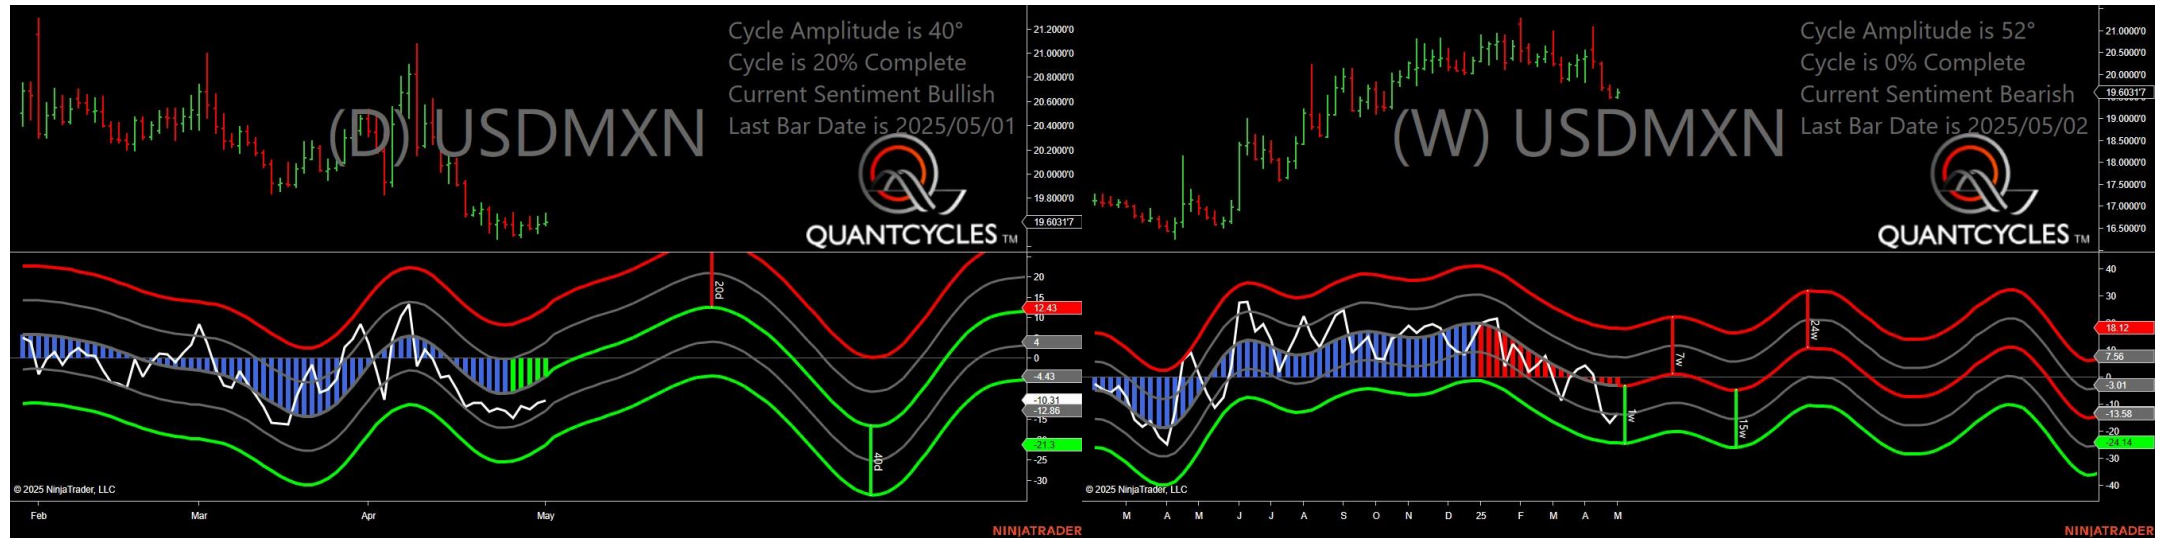 Cycle Amplitude is 40°
Cycle is 20% Complete
Current Sentiment Bullish
Last Bar Date is 2025/05/01
(D) USDMXN
QUANTCYCLES TM
21.2000'0
21.0000'0
20.8000'0
20.6000'0
20.4000'0
20.2000'0
20.0000'0
19.8000'0
19.6031'7
20d
40d
20
15
12.43
10
4
0
-4.43
-10.31
-12.86
-15
-21.3
-25
-30
© 2025 NinjaTrader, LLC
Feb Mar Apr May
NINJATRADER
Cycle Amplitude is 52°
Cycle is 0% Complete
Current Sentiment Bearish
Last Bar Date is 2025/05/02
(W) USDMXN
QUANTCYCLES TM
21.0000'0
20.5000'0
20.0000'0
19.6031'7
19.0000'0
18.5000'0
18.0000'0
17.5000'0
17.0000'0
16.5000'0
1w
7w
15w
24w
40
30
18.12
7.56
0
-3.01
-10
-13.58
-20
-24.14
-30
-40
© 2025 NinjaTrader, LLC
M A M J J A S O N D 25 F M A M
NINJATRADER